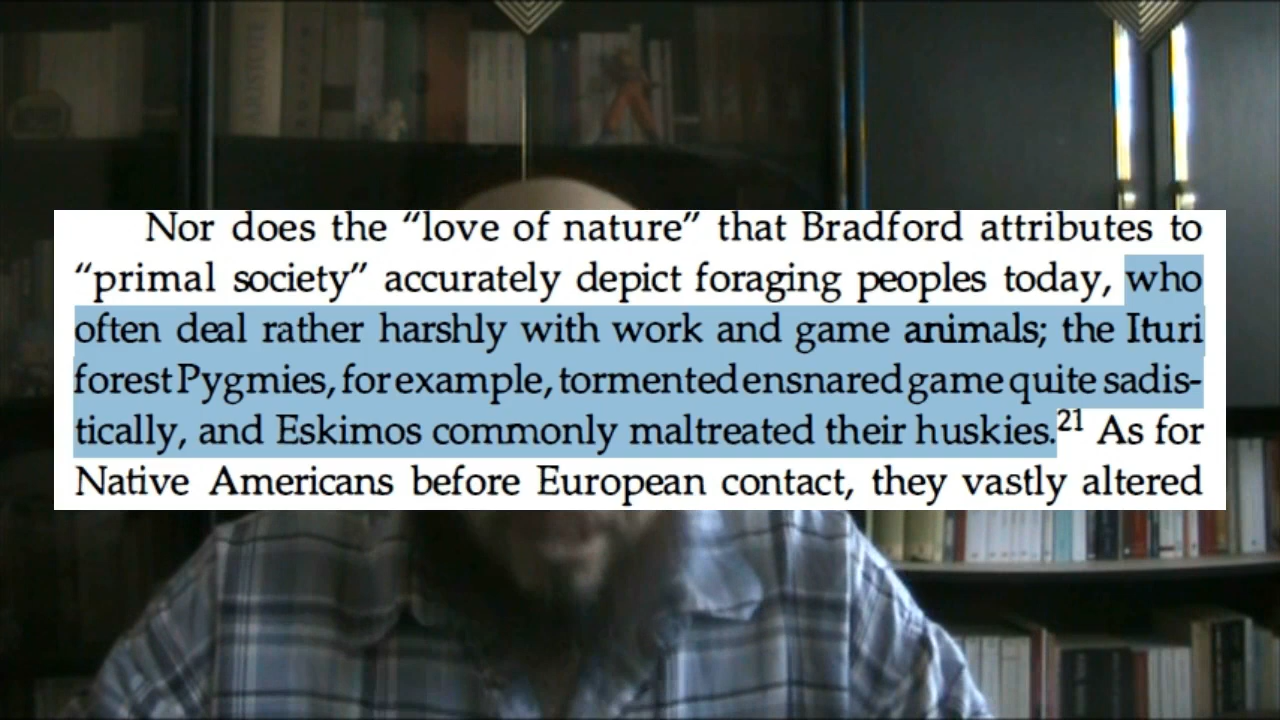 ARISTOTLE
Nor does the “love of nature” that Bradford attributes to
“primal society” accurately depict foraging peoples today, who
often deal rather harshly with work and game animals; the Ituri
forest Pygmies, for example, tormented ensnared game quite sadis-
tically, and Eskimos commonly maltreated their huskies.21 As for
Native Americans before European contact, they vastly altered